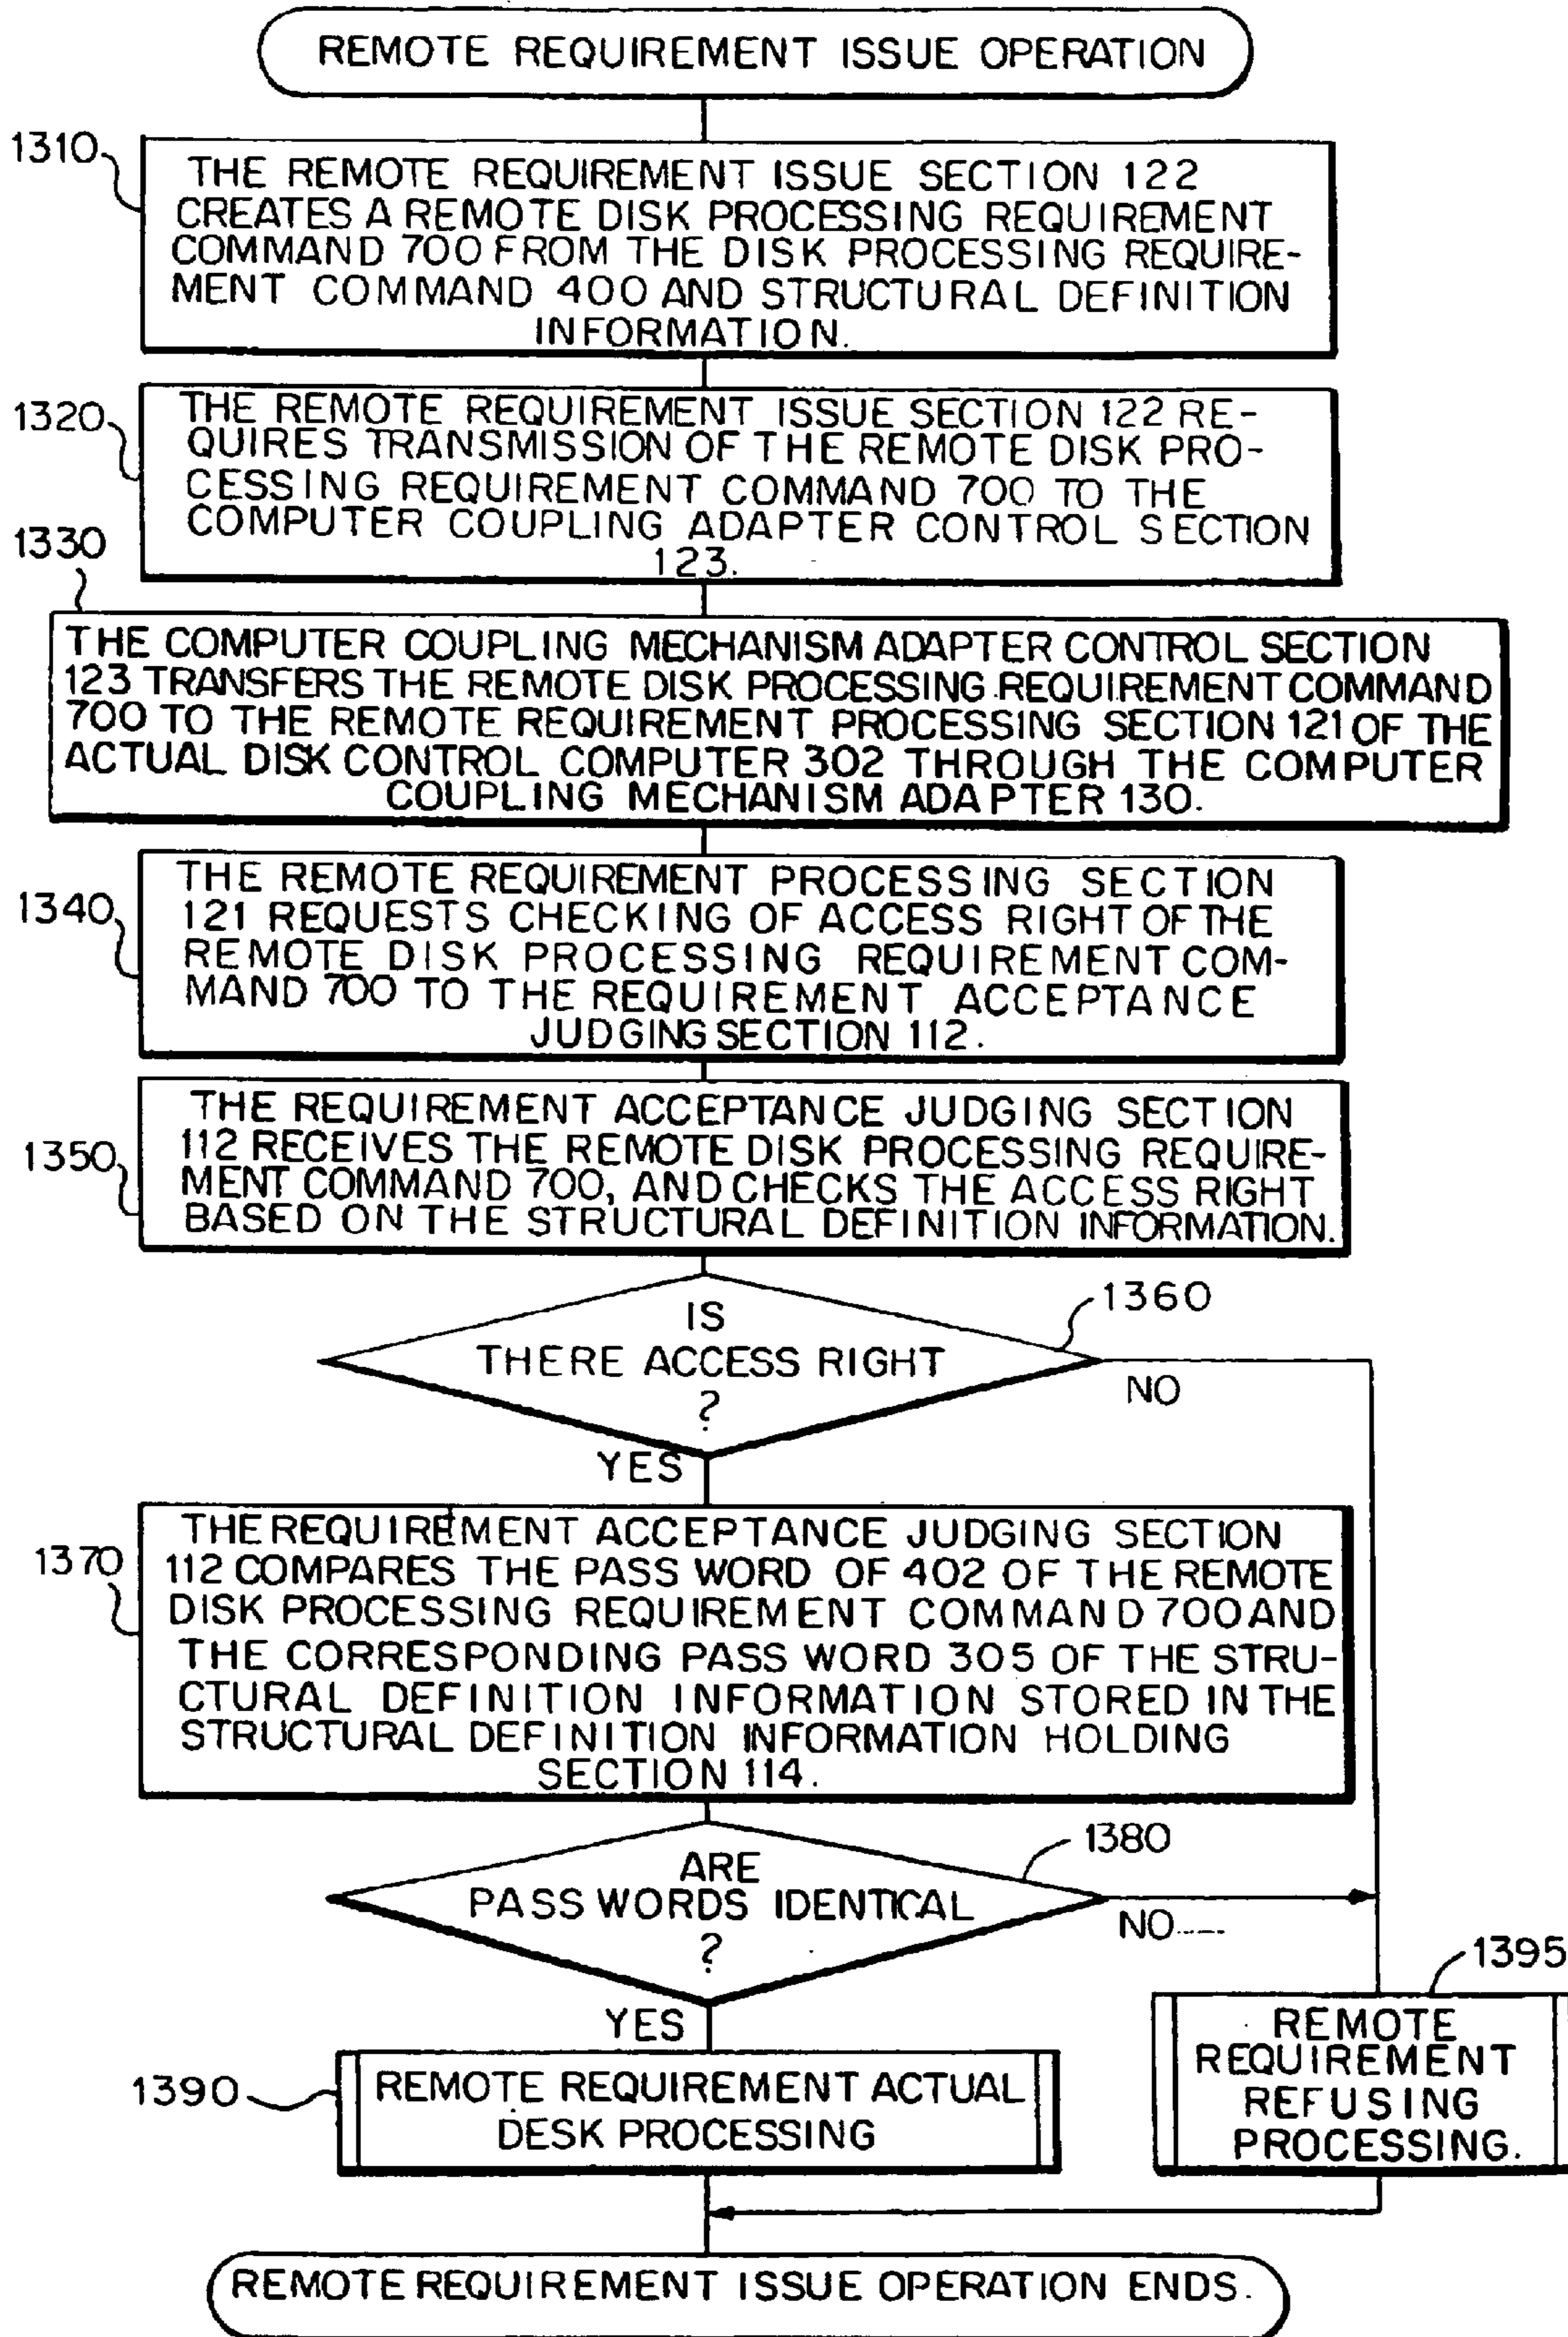 REMOTE REQUIREMENT ISSUE OPERATION
1310
THE REMOTE REQUIREMENT ISSUE SECTION 122
CREATES A REMOTE DISK PROCESSING REQUIREMENT
COMMAND 700 FROM THE DISK PROCESSING REQUIRE-
MENT COMMAND 400 AND STRUCTURAL DEFINITION
INFORMATION.
1320
THE REMOTE REQUIREMENT ISSUE SECTION 122 RE-
QUIRES TRANSMISSION OF THE REMOTE DISK PRO-
CESSING REQUIREMENT COMMAND 700 TO THE
COMPUTER COUPLING ADAPTER CONTROL SECTION
123.
1330
THE COMPUTER COUPLING MECHANISM ADAPTER CONTROL SECTION
123 TRANSFERS THE REMOTE DISK PROCESSING REQUIREMENT COMMAND
700 TO THE REMOTE REQUIREMENT PROCESSING SECTION 121 OF THE
ACTUAL DISK CONTROL COMPUTER 302 THROUGH THE COMPUTER
COUPLING MECHANISM ADAPTER 130.
1340
THE REMOTE REQUIREMENT PROCESSING SECTION
121 REQUESTS CHECKING OF ACCESS RIGHT OF THE
REMOTE DISK PROCESSING REQUIREMENT COM-
MAND 700 TO THE REQUIREMENT ACCEPTANCE
JUDGING SECTION 112.
1350
THE REQUIREMENT ACCEPTANCE JUDGING SECTION
112 RECEIVES THE REMOTE DISK PROCESSING REQUIRE-
MENT COMMAND 700, AND CHECKS THE ACCESS RIGHT
BASED ON THE STRUCTURAL DEFINITION INFORMATION.
1360
IS
THERE ACCESS RIGHT
?
NO
YES
1370
THE REQUIREMENT ACCEPTANCE JUDGING SECTION
112 COMPARES THE PASS WORD OF 402 OF THE REMOTE
DISK PROCESSING REQUIREMENT COMMAND 700 AND
THE CORRESPONDING PASS WORD 305 OF THE STRU-
CTURAL DEFINITION INFORMATION STORED IN THE
STRUCTURAL DEFINITION INFORMATION HOLDING
SECTION 114.
1380
ARE
PASS WORDS IDENTICAL
?
NO
YES
1390
REMOTE REQUIREMENT ACTUAL
DESK PROCESSING
1395
REMOTE
REQUIREMENT
REFUSING
PROCESSING.
REMOTE REQUIREMENT ISSUE OPERATION ENDS.